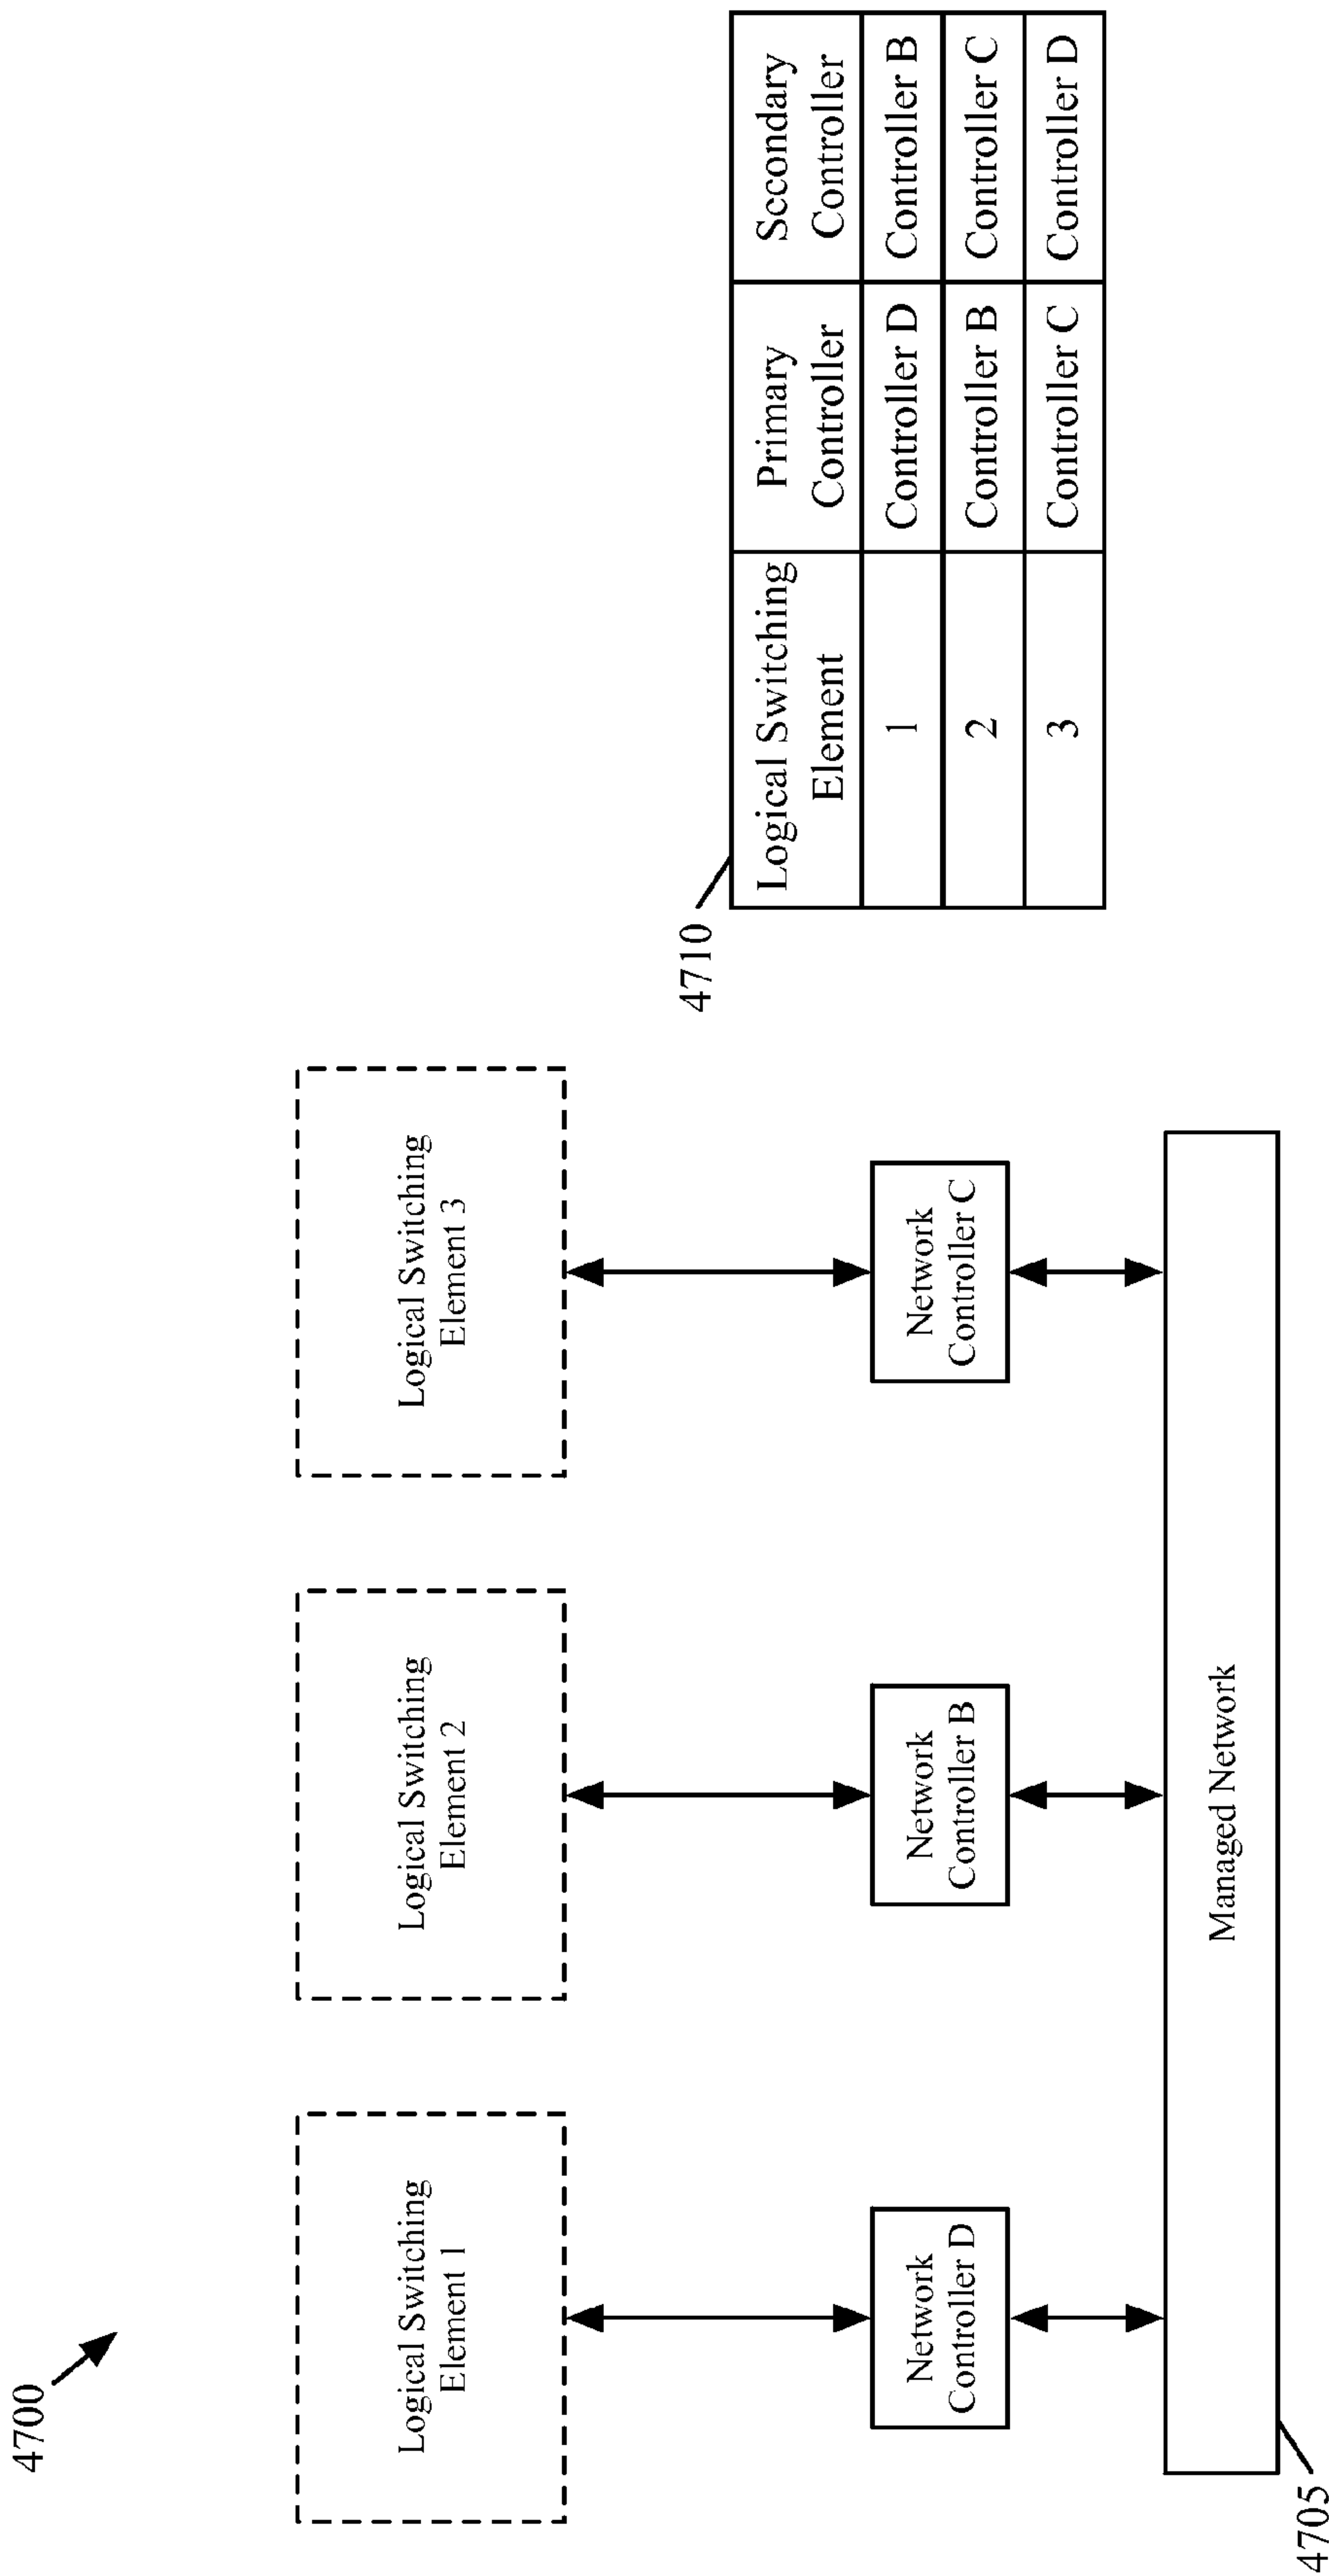 4700
Logical Switching
Element 1
Logical Switching
Element 2
Logical Switching
Element 3
Network
Controller D
Network
Controller B
Network
Controller C
Managed Network
4705
4710
Logical Switching
Element
Primary
Controller
Sccondary
Controller
1
Controller D
Controller B
2
Controller B
Controller C
3
Controller C
Controller D